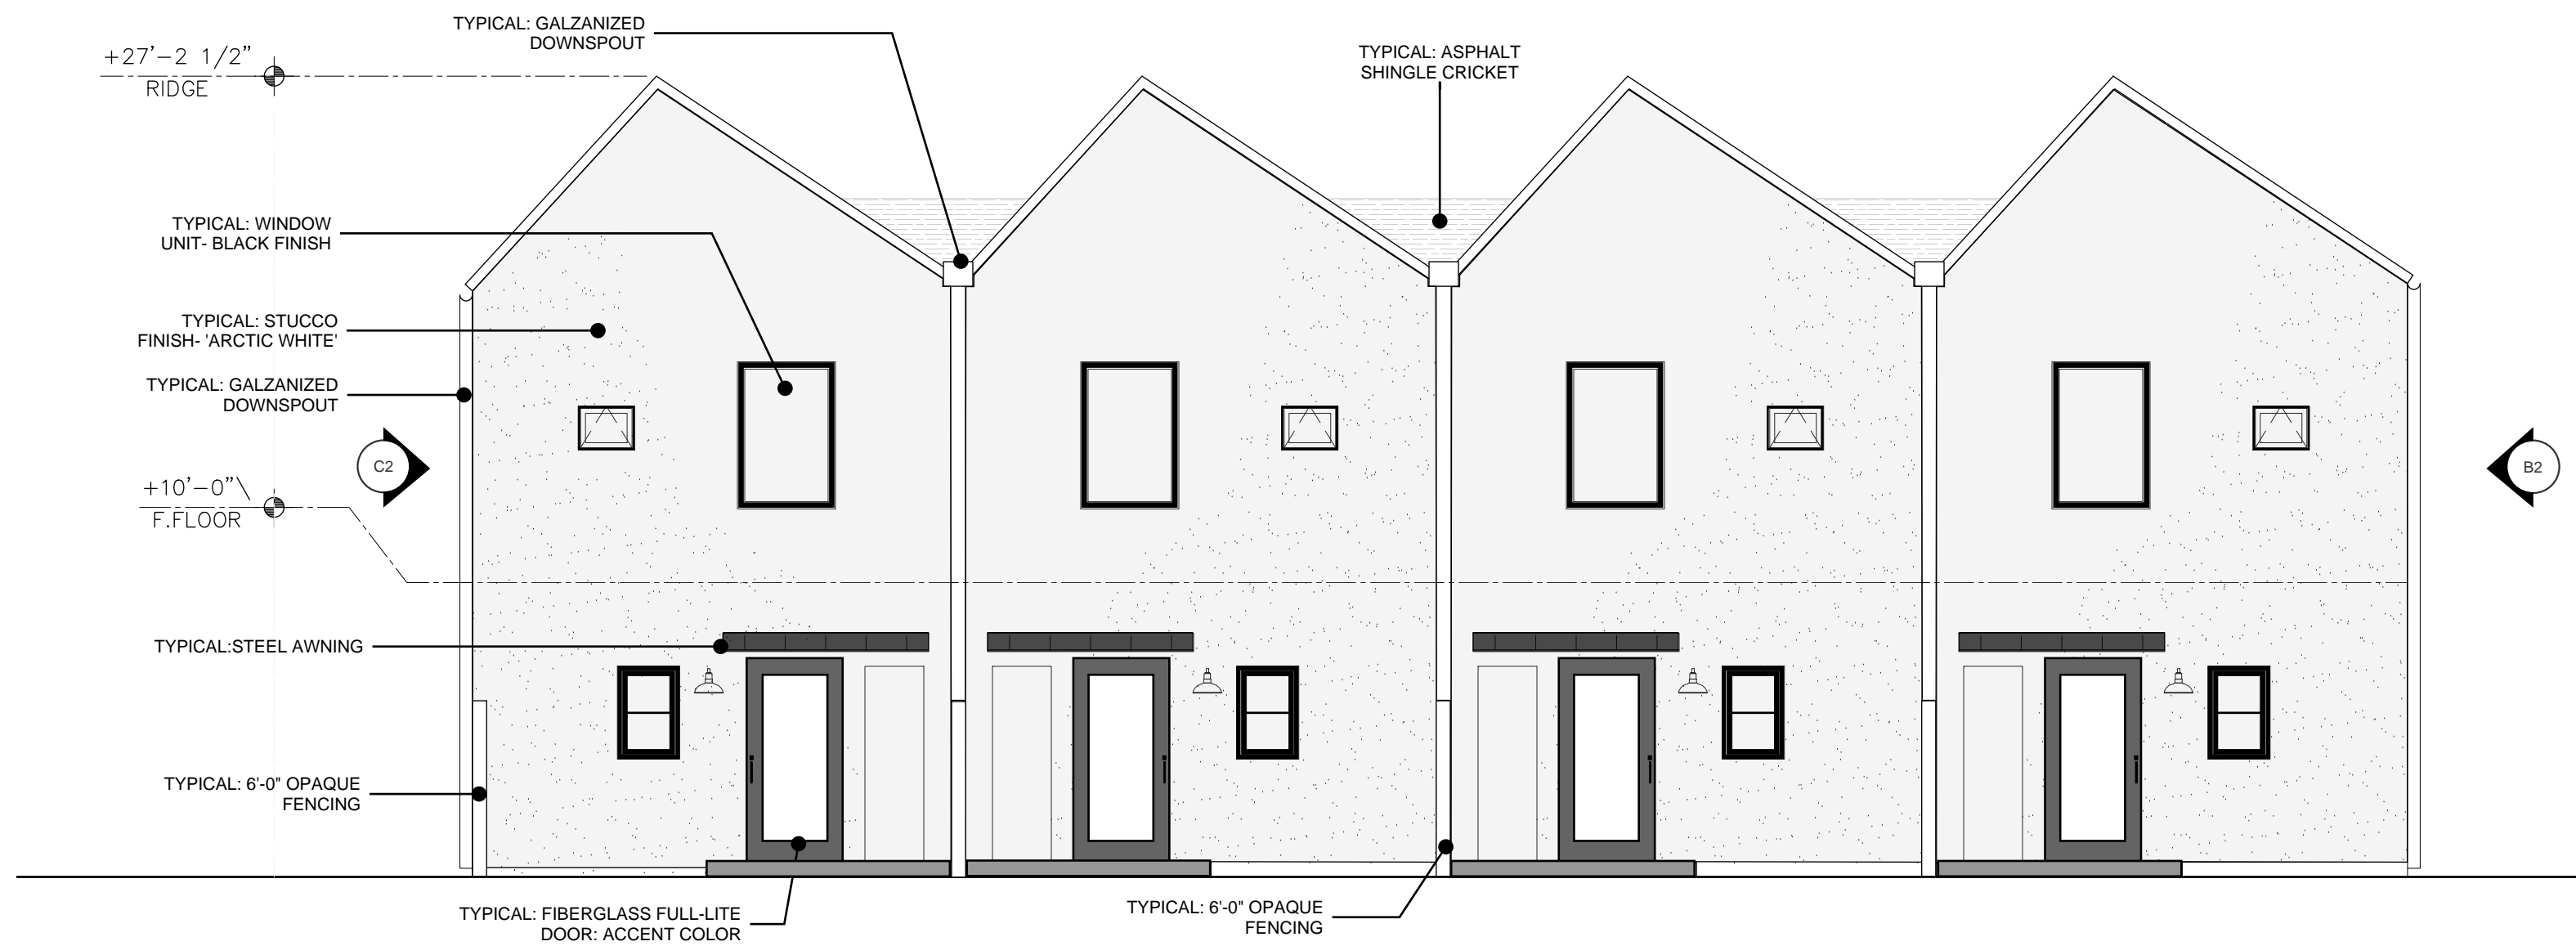 TYPICAL: GALZANIZED
DOWNSPOUT
+27'-2 1/2"
RIDGE
TYPICAL: ASPHALT
SHINGLE CRICKET
TYPICAL: WINDOW
UNIT- BLACK FINISH
TYPICAL: STUCCO
FINISH- 'ARCTIC WHITE'
TYPICAL: GALZANIZED
DOWNSPOUT
C2
B2
+10'-0"\
F.FLOOR
TYPICAL:STEEL AWNING
TYPICAL: 6'-0" OPAQUE
FENCING
TYPICAL: FIBERGLASS FULL-LITE
DOOR: ACCENT COLOR
TYPICAL: 6'-0" OPAQUE
FENCING